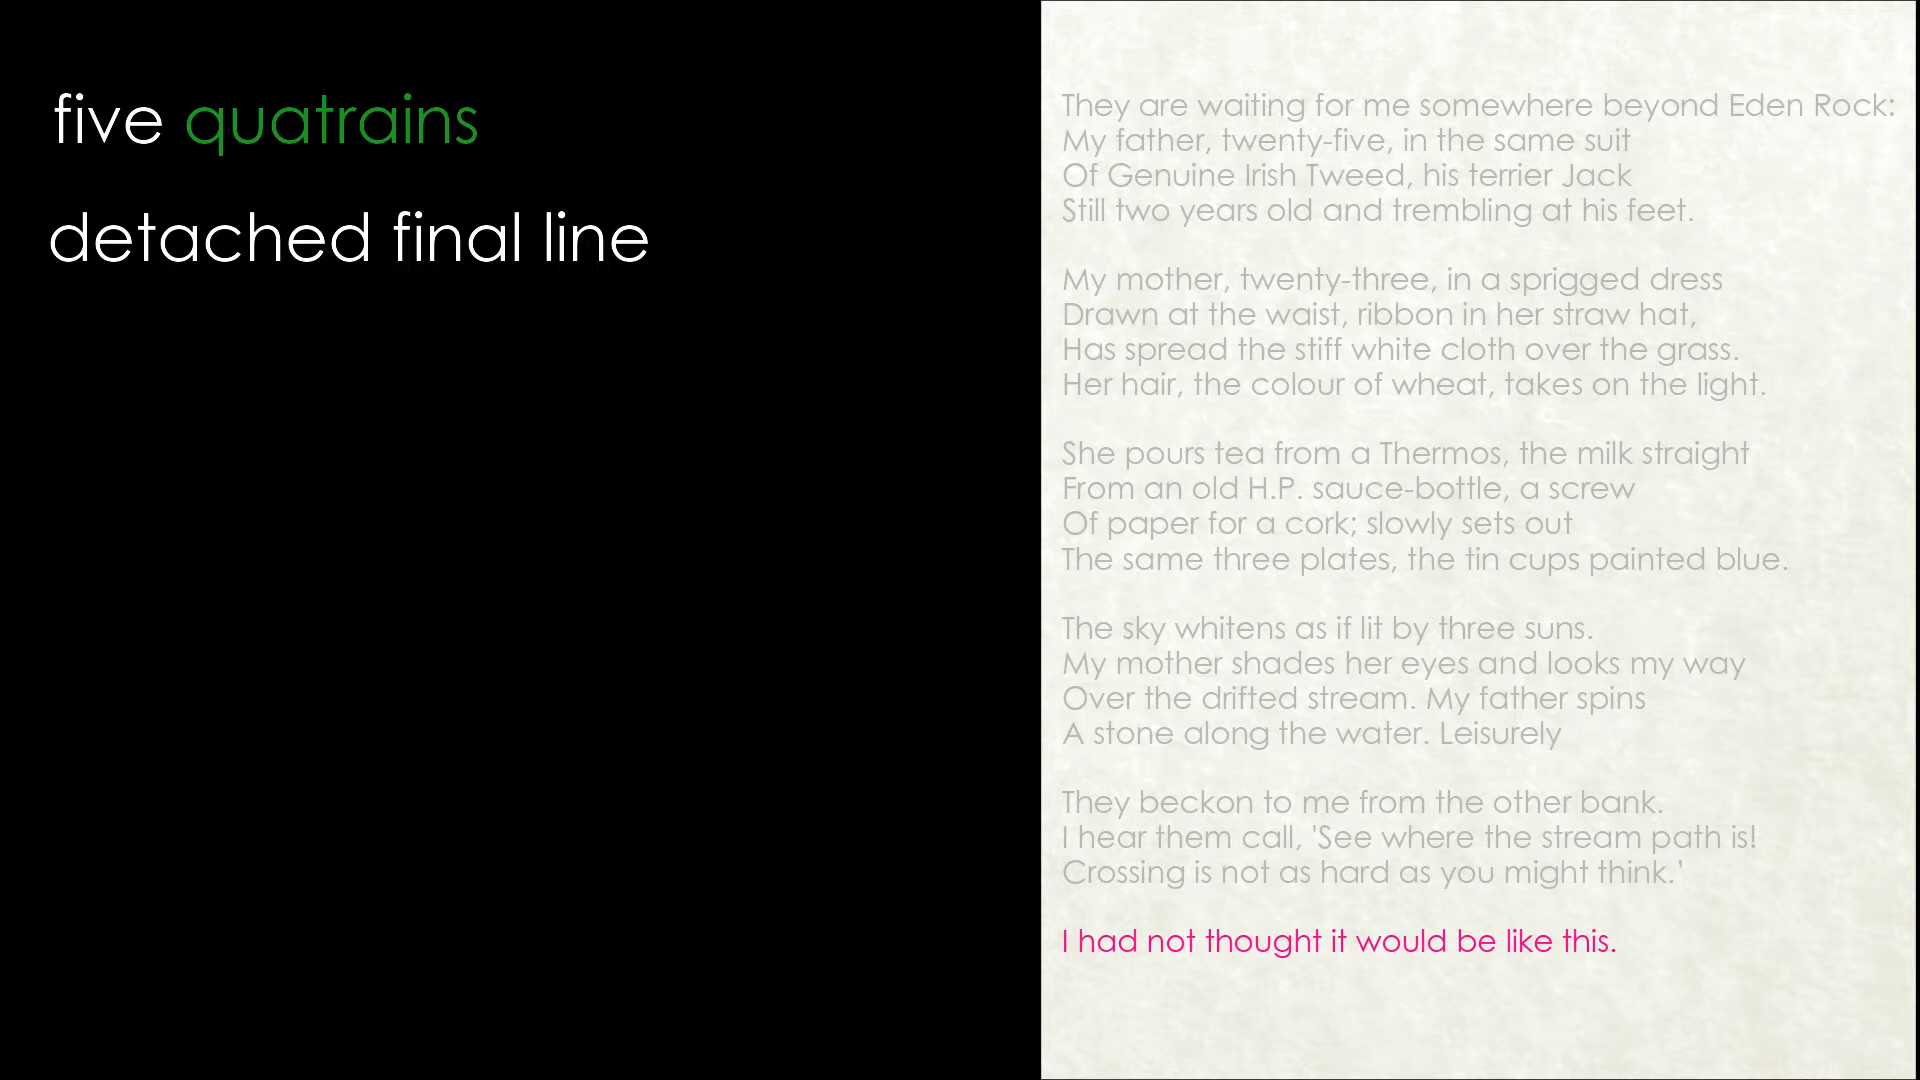 five quatrains
detached final line
They are waiting for me somewhere beyond Eden Rock:
My father, twenty-five, in the same suit
Of Genuine Irish Tweed, his terrier Jack
Still two years old and trembling at his feet.
My mother, twenty-three, in a sprigged dress
Drawn at the waist, ribbon in her straw hat,
Has spread the stiff white cloth over the grass.
Her hair, the colour of wheat, takes on the light.
She pours tea from a Thermos, the milk straight
From an old H.P. sauce-bottle, a screw
Of paper for a cork; slowly sets out
The same three plates, the tin cups painted blue.
The sky whitens as if lit by three suns.
My mother shades her eyes and looks my way
Over the drifted stream. My father spins
A stone along the water. Leisurely
They beckon to me from the other bank.
I hear them call, 'See where the stream path is!
Crossing is not as hard as you might think.'
I had not thought it would be like this.